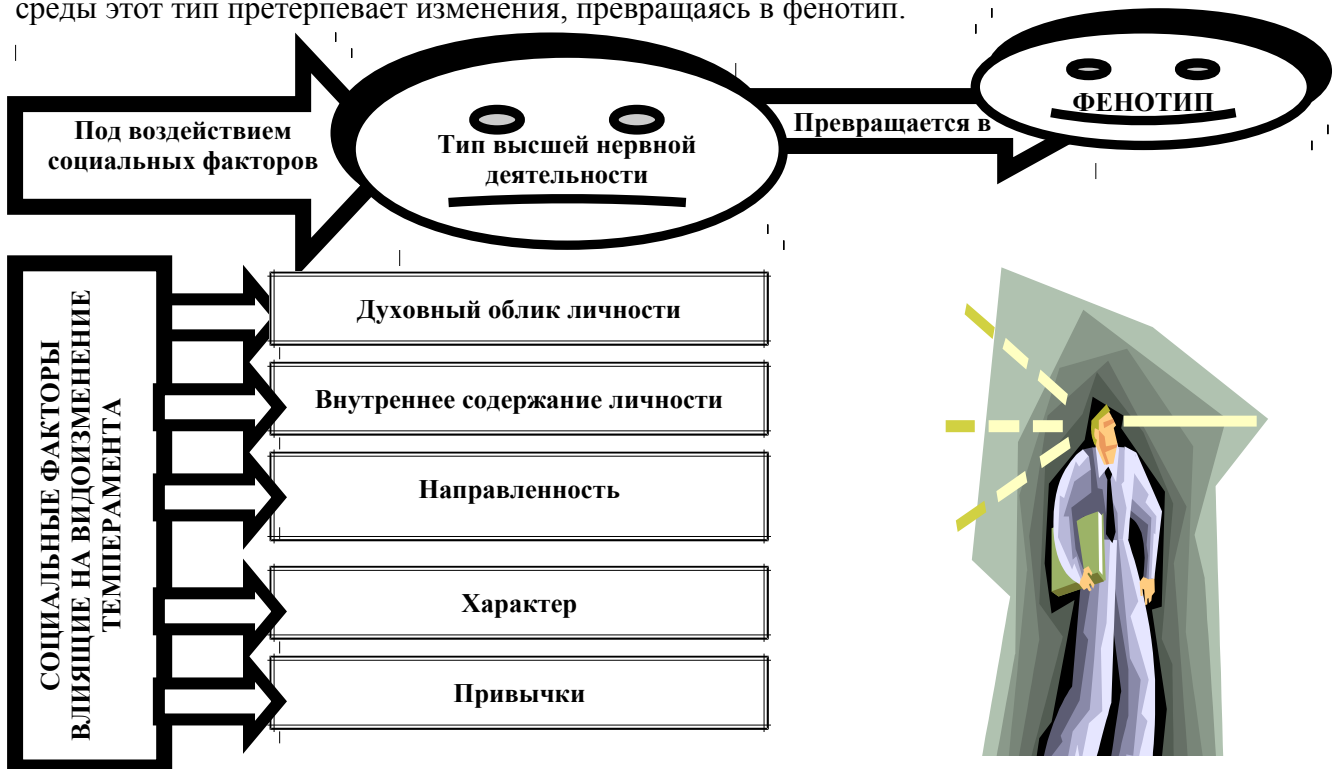 среды этот тип претерпевает изменения, превращаясь в фенотип.
Под воздействием
социальных факторов
Тип высшей нервной
деятельности
Превращается в
ФЕНОТИП
СОЦИАЛЬНЫЕ ФАКТОРЫ
ВЛИЯЩИЕ НА ВИДОИЗМЕНЕНИЕ
ТЕМПЕРАМЕНТА
Духовный облик личности
Внутреннее содержание личности
Направленность
Характер
Привычки